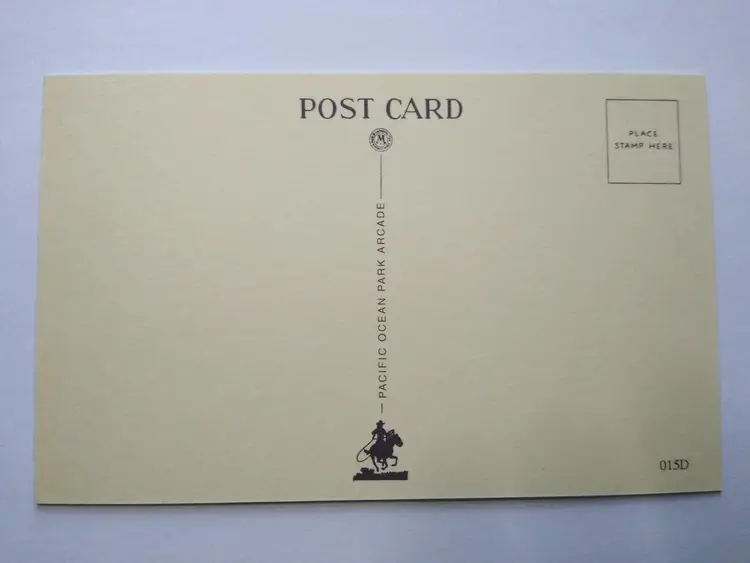 POST CARD
M
PLACE
STAMP HERE
PACIFIC OCEAN PARK ARCADE
015D